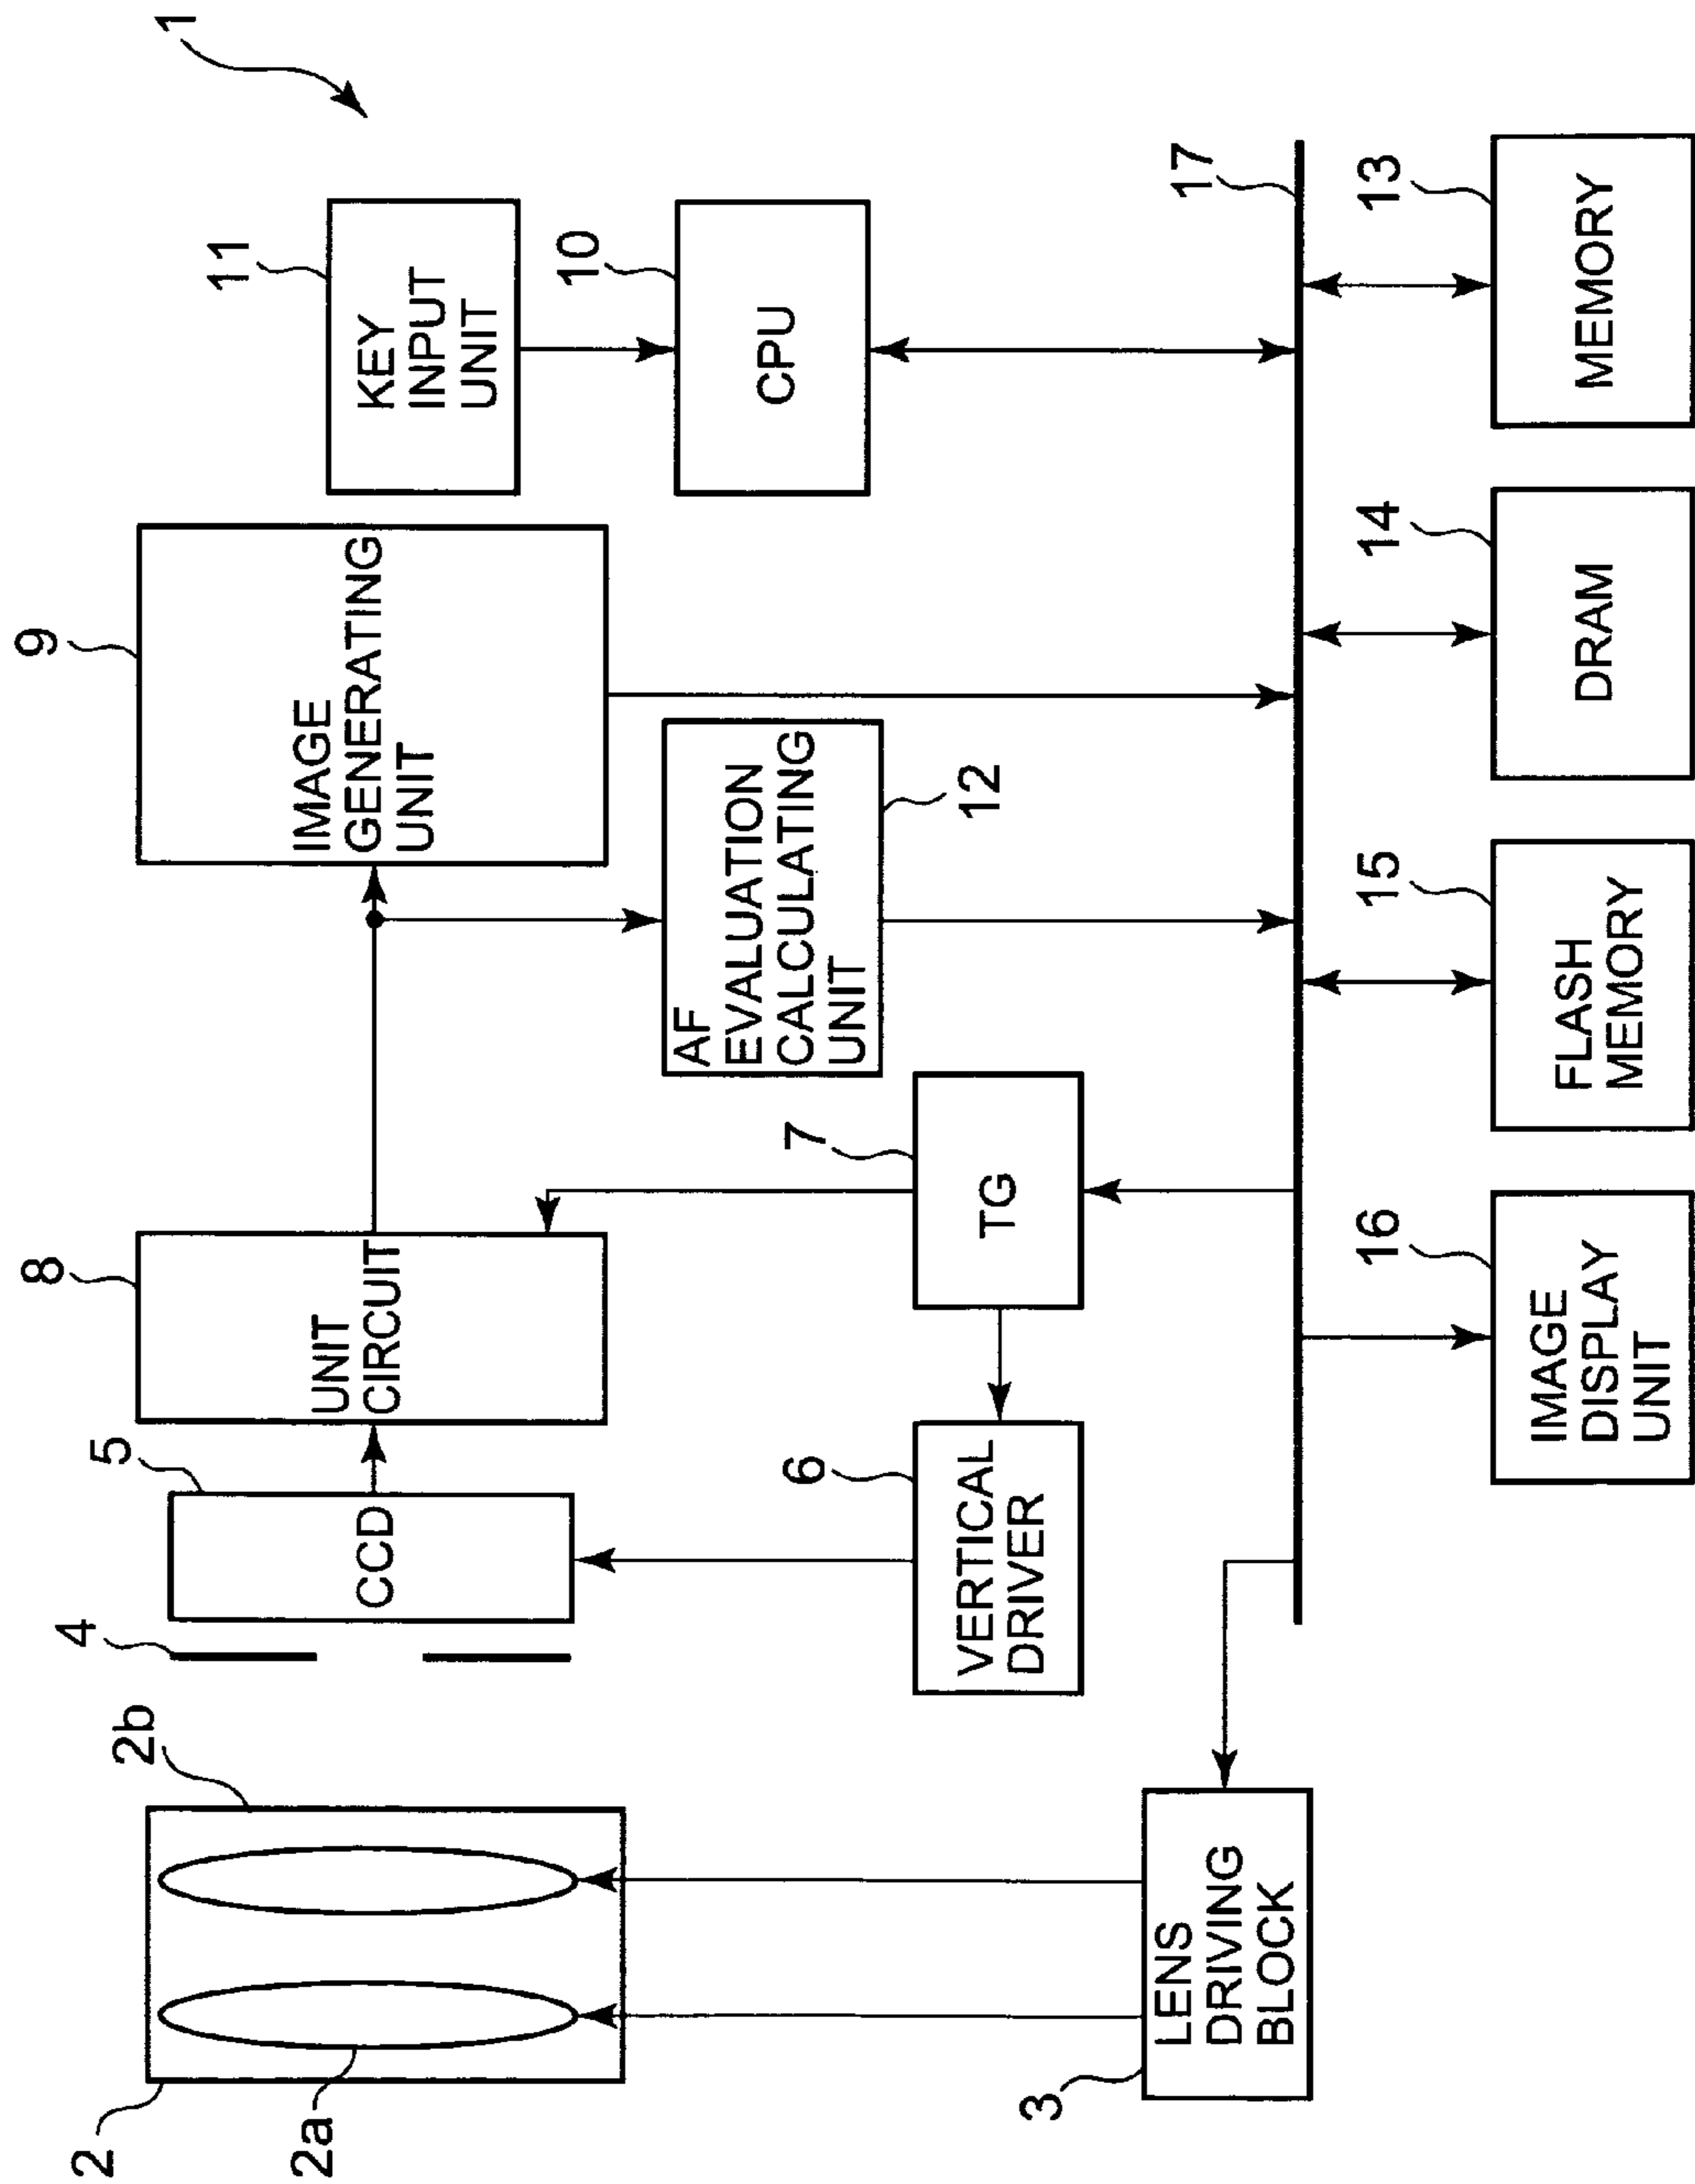 1
2
2a
2b
4
5
CCD
8
UNIT
CIRCUIT
9
IMAGE
GENERATING
UNIT
11
KEY
INPUT
UNIT
10
CPU
AF
EVALUATION
CALCULATING
UNIT
12
7
TG
6
VERTICAL
DRIVER
3
LENS
DRIVING
BLOCK
17
16
IMAGE
DISPLAY
UNIT
15
FLASH
MEMORY
14
DRAM
13
MEMORY